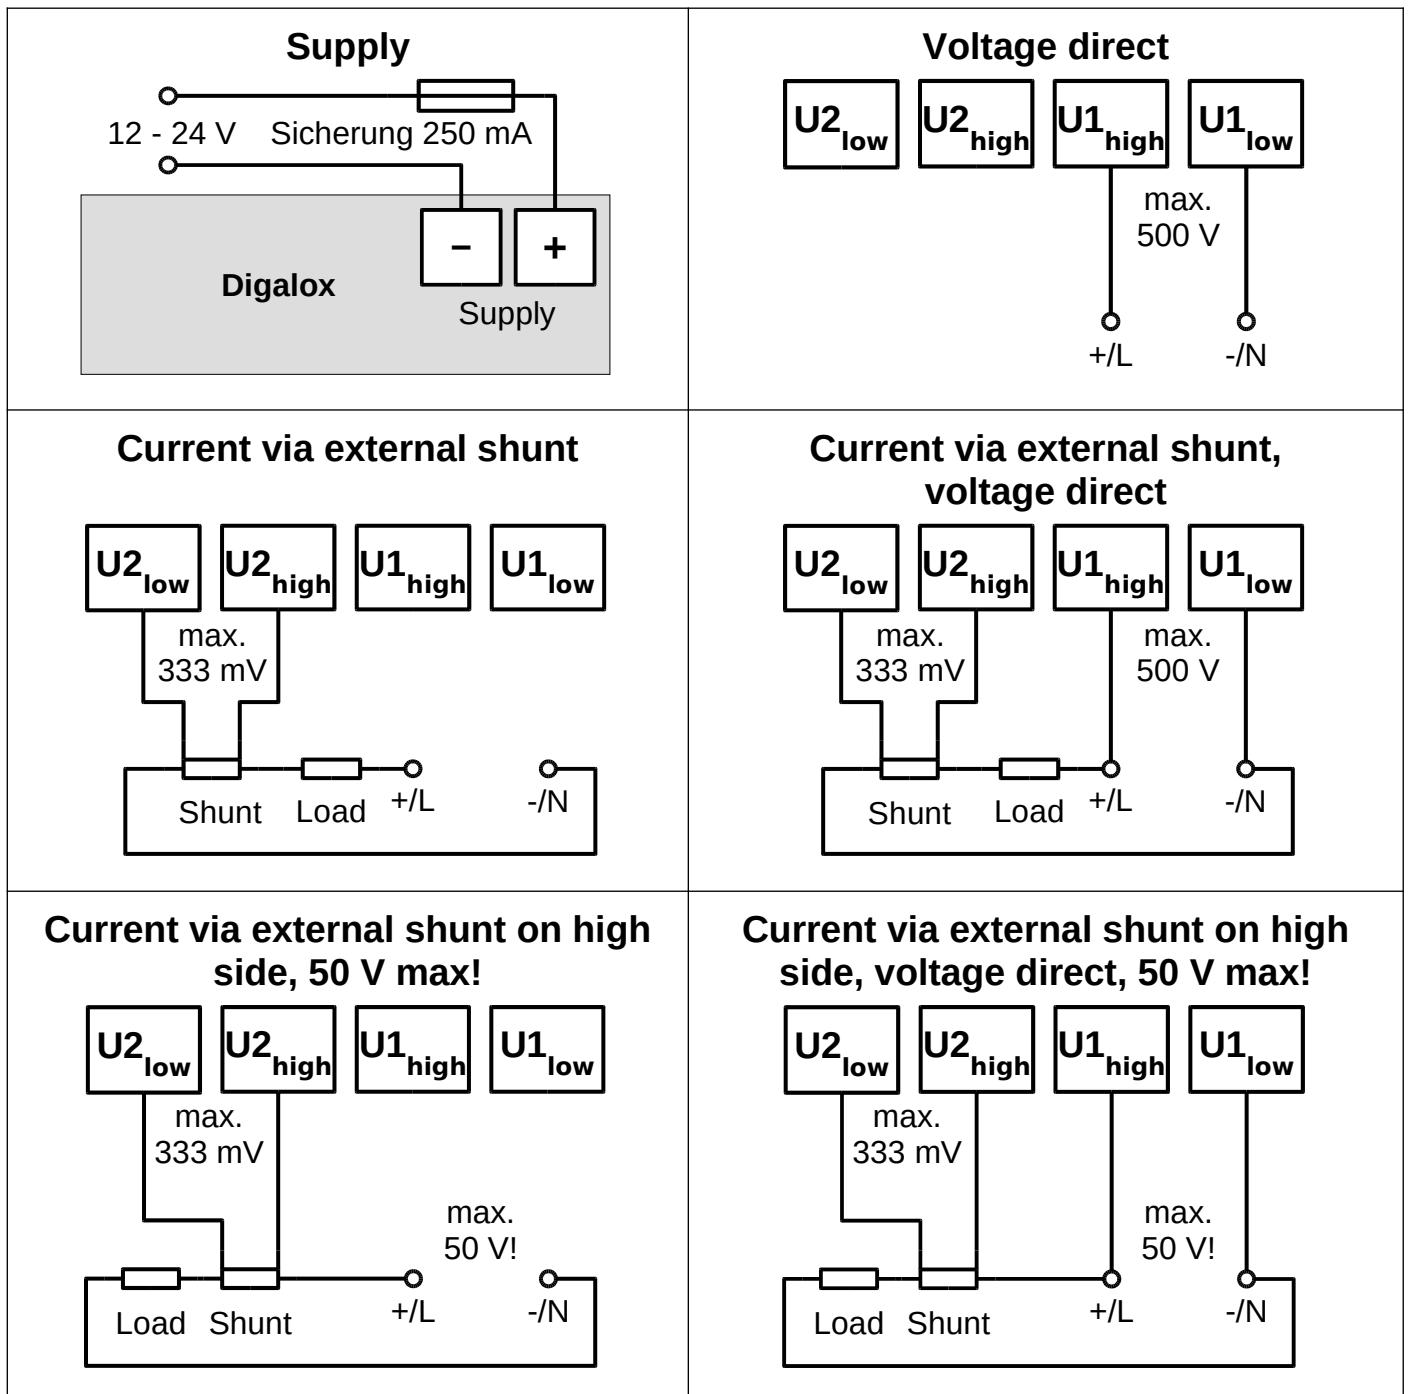 Supply
12 - 24 V Sicherung 250 mA
− +
Digalox
Supply
Voltage direct
U2low U2high U1high U1low
max.
500 V
+/L -/N
Current via external shunt
U2low U2high U1high U1low
max.
333 mV
Shunt Load +/L -/N
Current via external shunt,
voltage direct
U2low U2high U1high U1low
max. max.
333 mV 500 V
Shunt Load +/L -/N
Current via external shunt on high
side, 50 V max!
U2low U2high U1high U1low
max.
333 mV
max.
50 V!
Load Shunt +/L -/N
Current via external shunt on high
side, voltage direct, 50 V max!
U2low U2high U1high U1low
max.
333 mV
max.
50 V!
Load Shunt +/L -/N